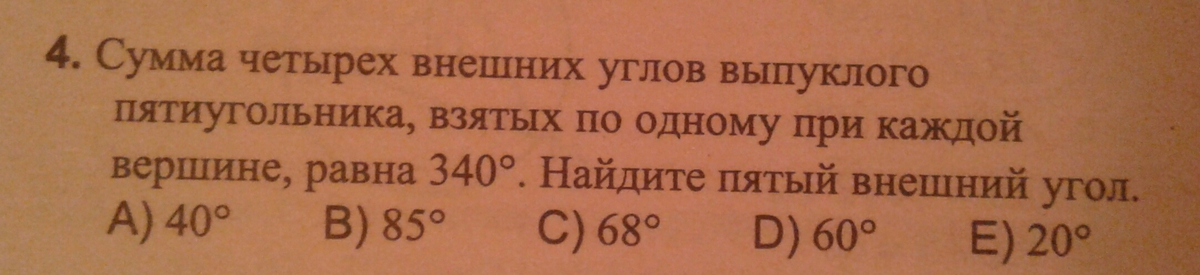 4. Сумма четырех внешних углов выпуклого
пятиугольника, взятых по одному при каждой
вершине, равна 340°. Найдите пятый внешний угол.
A) 40° B) 85° C) 68° D) 60° E) 20°